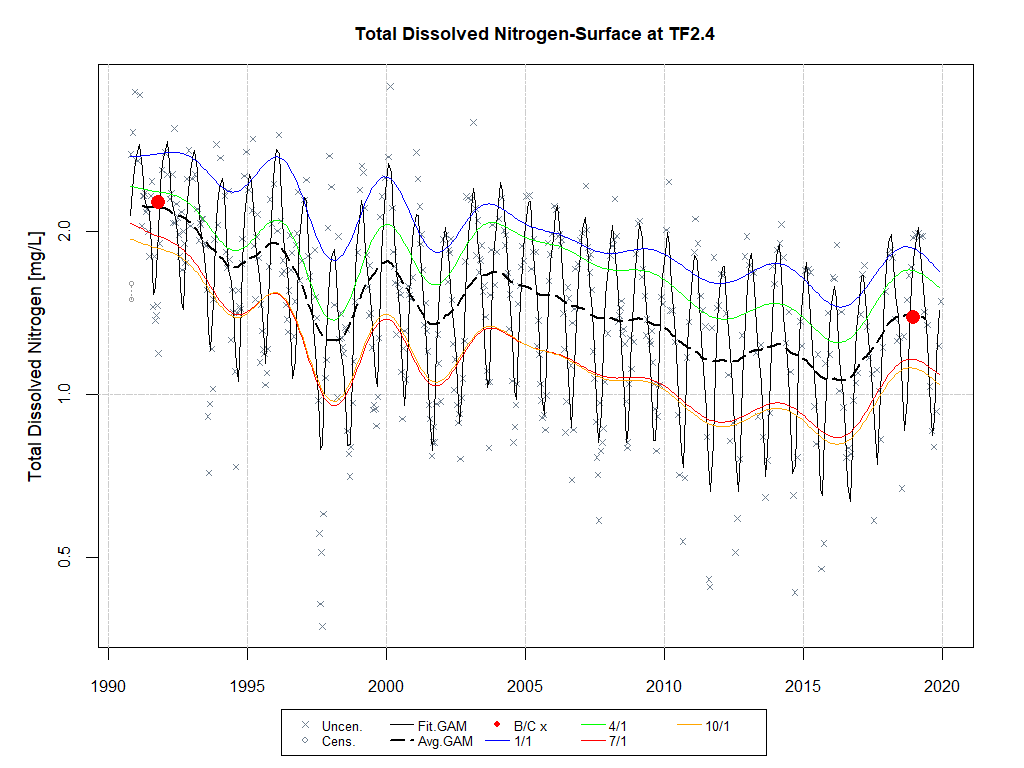 Total Dissolved Nitrogen-Surface at TF2.4
Total Dissolved Nitrogen [mg/L]
2.0
1.0
0.5
1990 1995 2000 2005 2010 2015 2020
Uncen. Fit.GAM B/C x 4/1 10/1
Cens. Avg.GAM 1/1 7/1